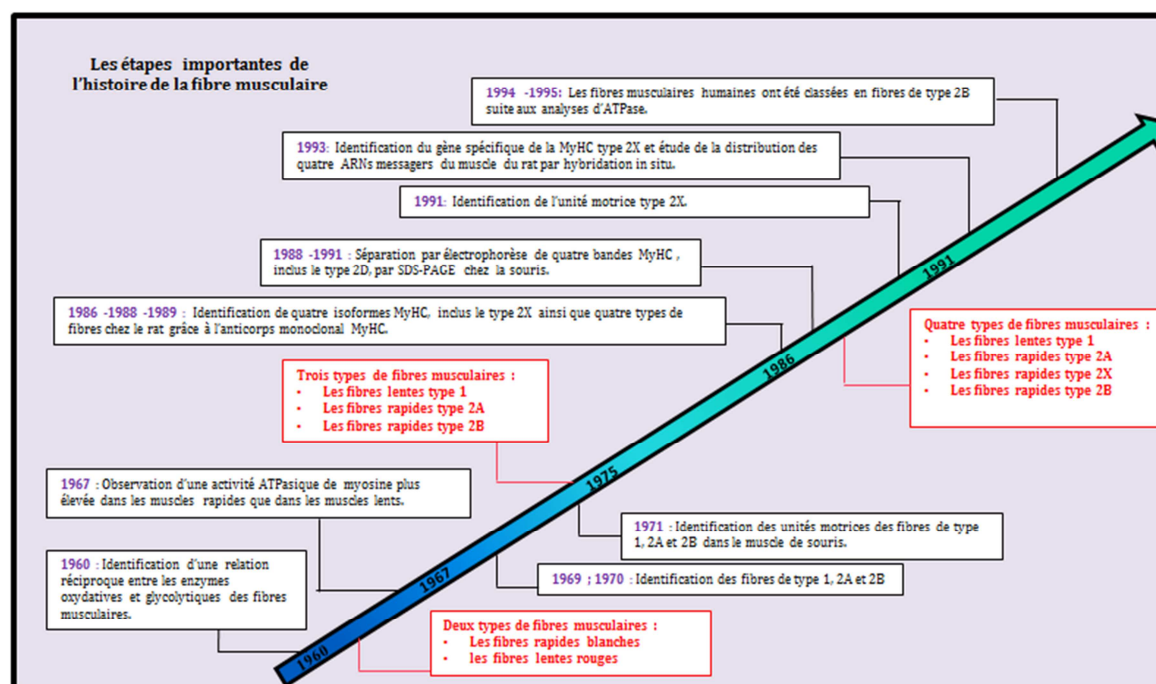 Les étapes importantes de
l'histoire de la fibre musculaire
1994 -1995: Les fibres musculaires humaines ont été classées en fibres de type 2B
suite aux analyses d'ATPase.
1993: Identification du gène spécifique de la MyHC type 2X et étude de la distribution des
quatre ARNs messagers du muscle du rat par hybridation in situ.
1991: Identification de l'unité motrice type 2X.
1988 -1991 : Séparation par électrophorèse de quatre bandes MyHC ,
inclus le type 2D, par SDS-PAGE chez la souris.
1986 -1988 -1989 : Identification de quatre isoformes MyHC, inclus le type 2X ainsi que quatre types de
fibres chez le rat grâce à l'anticorps monoclonal MyHC.
Quatre types de fibres musculaires :
• Les fibres lentes type 1
• Les fibres rapides type 2A
• Les fibres rapides type 2X
• Les fibres rapides type 2B
Trois types de fibres musculaires :
• Les fibres lentes type 1
• Les fibres rapides type 2A
• Les fibres rapides type 2B
1967 : Observation d'une activité ATPasique de myosine plus
élevée dans les muscles rapides que dans les muscles lents.
1971 : Identification des unités motrices des fibres de type
1, 2A et 2B dans le muscle de souris.
1960 : Identification d'une relation
réciproque entre les enzymes
oxydatives et glycolytiques des fibres
musculaires.
1969 ; 1970 : Identification des fibres de type 1, 2A et 2B
Deux types de fibres musculaires :
• Les fibres rapides blanches
• les fibres lentes rouges
1960
1967
1975
1986
1991